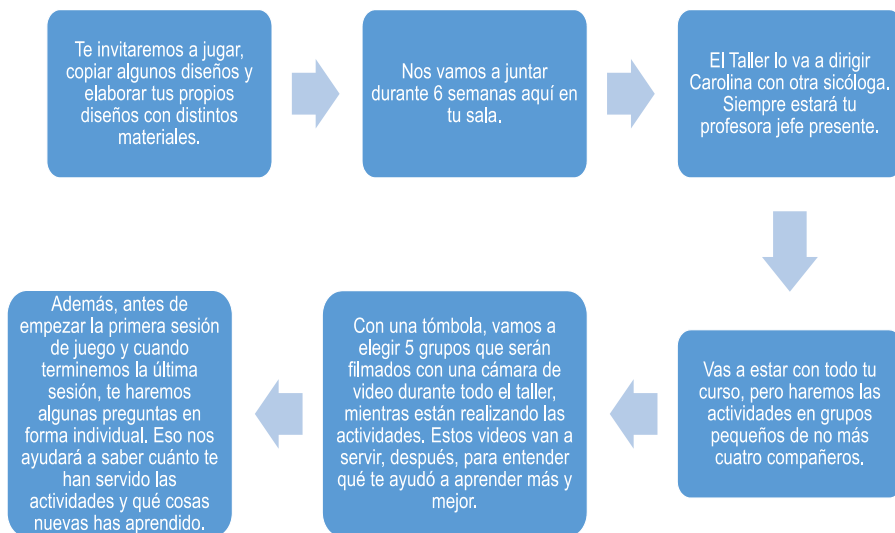 Te invitaremos a jugar,
copiar algunos diseños y
elaborar tus propios
diseños con distintos
materiales.
Nos vamos a juntar
durante 6 semanas aquí en
tu sala.
El Taller lo va a dirigir
Carolina con otra sicóloga.
Siempre estará tu
profesora jefe presente.
Vas a estar con todo tu
curso, pero haremos las
actividades en grupos
pequeños de no más
cuatro compañeros.
Con una tómbola, vamos a
elegir 5 grupos que serán
filmados con una cámara de
video durante todo el taller,
mientras están realizando las
actividades. Estos videos van a
servir, después, para entender
qué te ayudó a aprender más y
mejor.
Además, antes de
empezar la primera sesión
de juego y cuando
terminemos la última
sesión, te haremos
algunas preguntas en
forma individual. Eso nos
ayudará a saber cuánto te
han servido las
actividades y qué cosas
nuevas has aprendido.